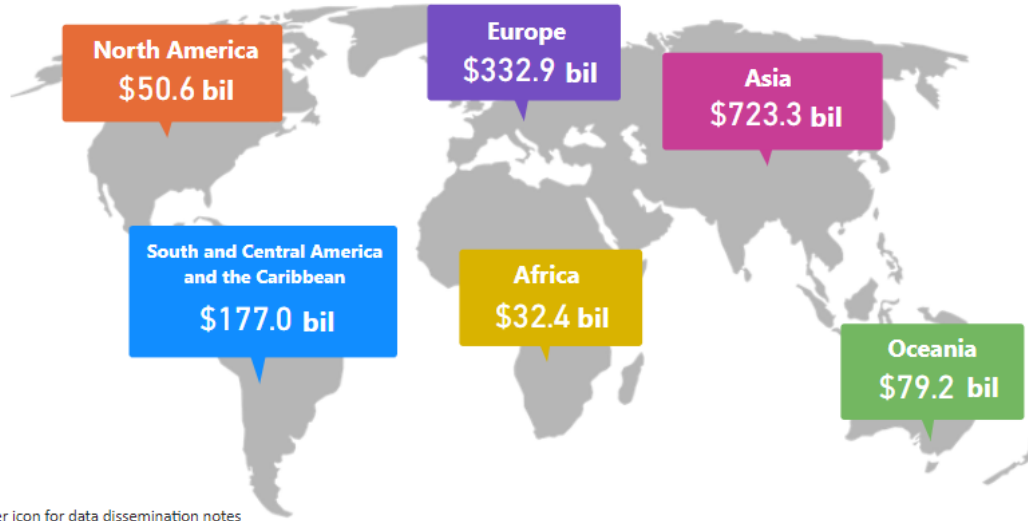 North America
$50.6 bil
Europe
$332.9 bil
Asia
$723.3 bil
South and Central America
and the Caribbean
$177.0 bil
Africa
$32.4 bil
Oceania
$79.2 bil
icon for data dissemination notes